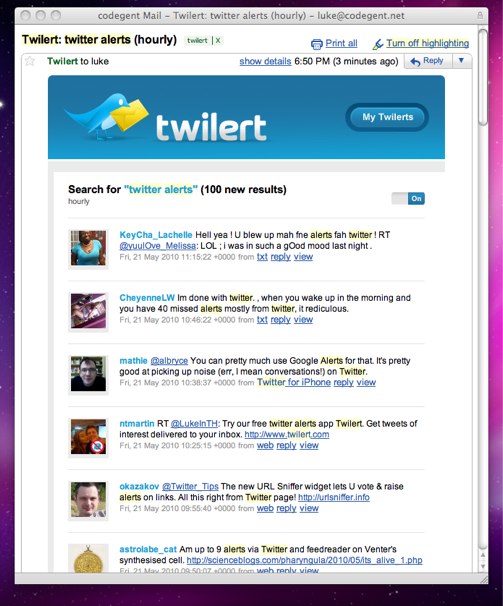 codegent Mail – Twilert: twitter alerts (hourly) – luke@codegent.net
Twilert: twitter alerts (hourly)
twilert | X
Print all
Turn off highlighting
Twilert to luke
show details 6:50 PM (3 minutes ago)
Reply
twilert
My Twilerts
Search for "twitter alerts" (100 new results)
hourly
On
KeyCha_Lachelle Hell yea ! U blew up mah fne alerts fah twitter ! RT
@yuulOve_Melissa: LOL ; i was in such a gOod mood last night .
Fri, 21 May 2010 11:15:22 +0000 from txt reply view
CheyenneLW Im done with twitter. , when you wake up in the morning and
you have 40 missed alerts mostly from twitter, it rediculous.
Fri, 21 May 2010 10:46:22 +0000 from txt reply view
mathie @albryce You can pretty much use Google Alerts for that. It's pretty
good at picking up noise (err, I mean conversations!) on Twitter.
Fri, 21 May 2010 10:38:37 +0000 from Twitter for iPhone reply view
ntmartin RT @LukeInTH: Try our free twitter alerts app Twilert. Get tweets of
interest delivered to your inbox. http://www.twilert.com
Fri, 21 May 2010 10:25:15 +0000 from web reply view
okazakov @Twitter_Tips The new URL Sniffer widget lets U vote & raise
alerts on links. All this right from Twitter page! http://urlsniffer.info
Fri, 21 May 2010 09:55:40 +0000 from web reply view
astrolabe_cat Am up to 9 alerts via Twitter and feedreader on Venter's
synthesised cell. http://scienceblogs.com/pharyngula/2010/05/its_alive_1.php
Fri, 21 May 2010 09:50:07 +0000 from web reply view